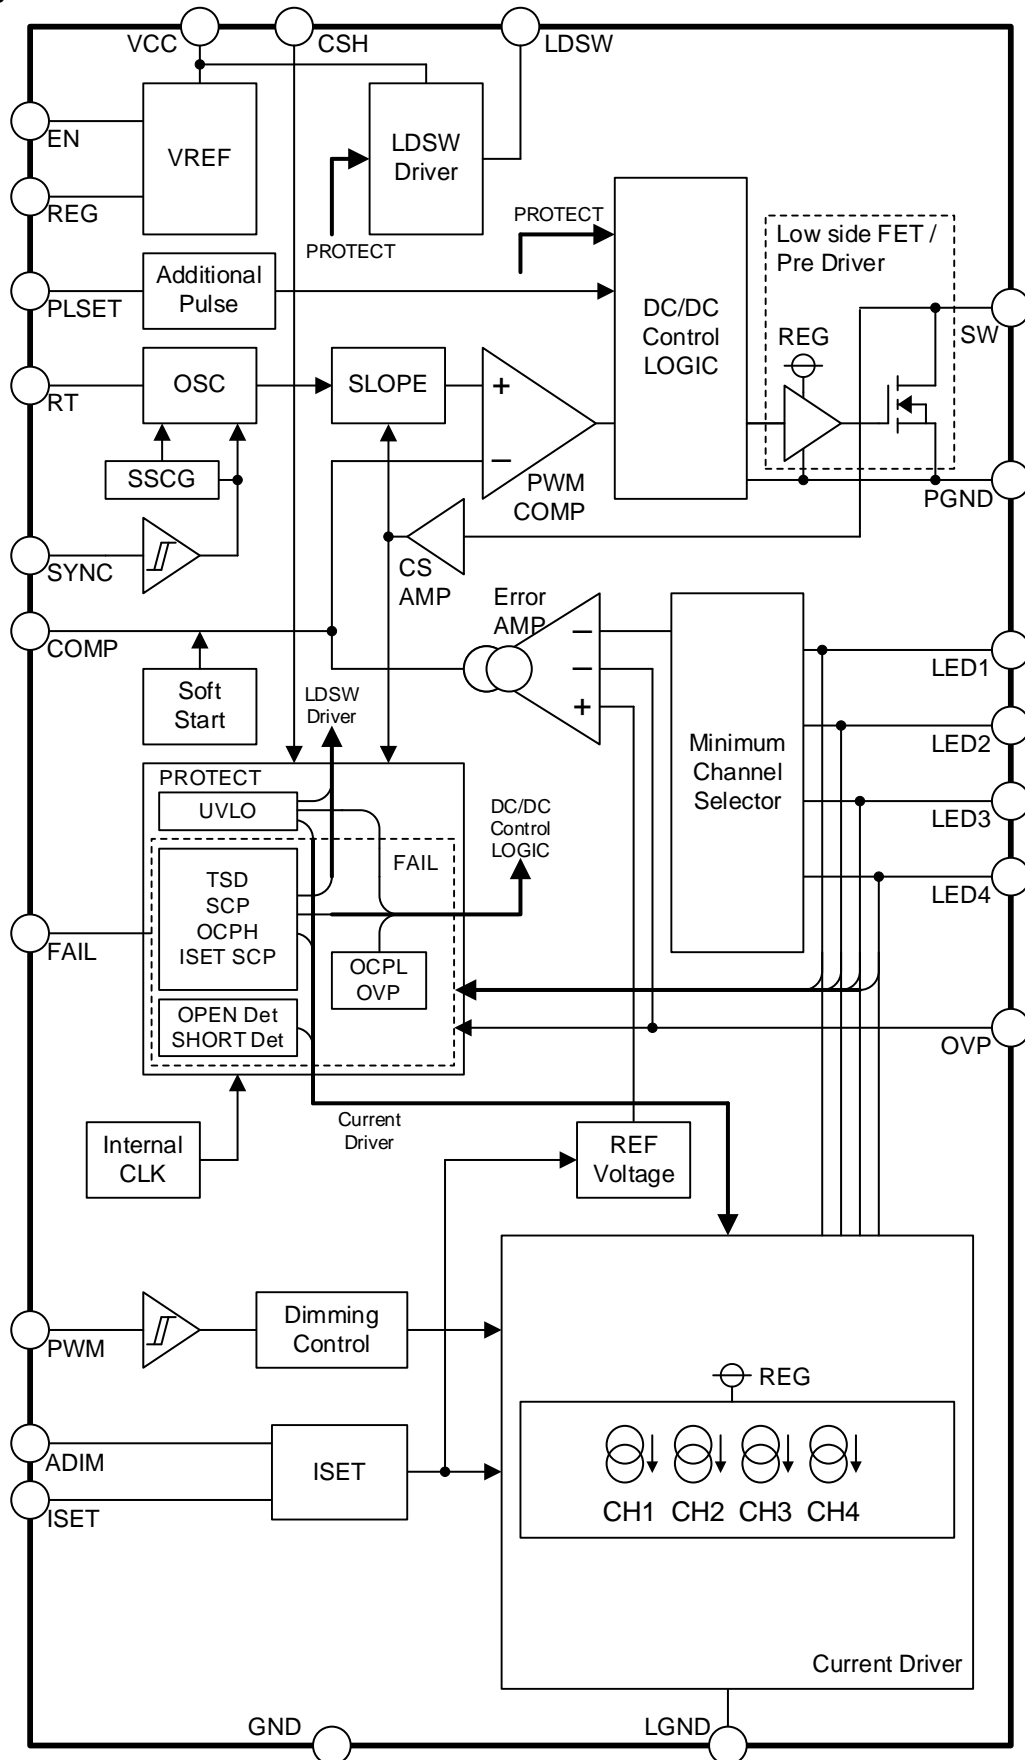 VCC
CSH
LDSW
EN
VREF
LDSW
Driver
REG
PROTECT
PROTECT
Low side FET /
Pre Driver
PLSET
Additional
Pulse
DC/DC
Control
LOGIC
REG
SW
RT
OSC
SLOPE
+
−
SSCG
PWM
COMP
PGND
SYNC
CS
AMP
Error
AMP
COMP
−
−
+
LED1
Soft
Start
LDSW
Driver
Minimum
Channel
Selector
LED2
PROTECT
UVLO
DC/DC
Control
LOGIC
LED3
FAIL
TSD
SCP
OCPH
ISET SCP
LED4
FAIL
OCPL
OVP
OPEN Det
SHORT Det
OVP
Current
Driver
Internal
CLK
REF
Voltage
PWM
Dimming
Control
REG
ADIM
ISET
ISET
CH1 CH2 CH3 CH4
Current Driver
GND
LGND